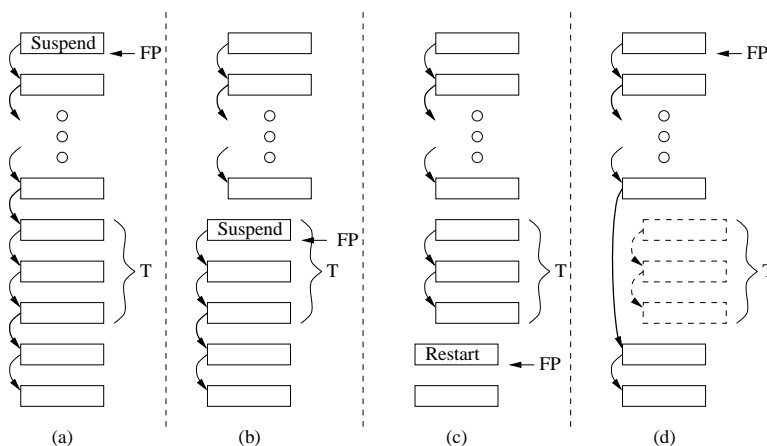 Suspend
FP
T
(a)
Suspend
FP
T
(b)
T
Restart
FP
(c)
FP
T
(d)